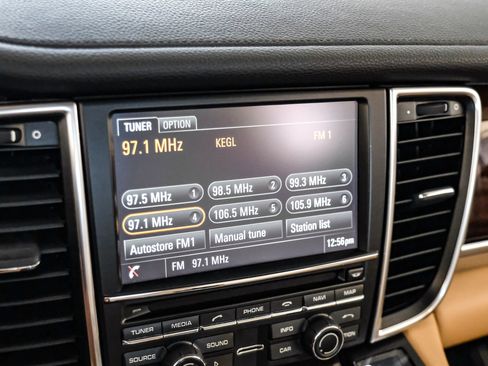 TUNER OPTION
97.1 MHz KEGL FM 1
97.5 MHz 1 98.5 MHz 2 99.3 MHz 3
97.1 MHz 4 106.5 MHz 5 105.9 MHz 6
Autostore FM1 Manual tune Station list
12:56pm
FM 97.1 MHz
TUNER MEDIA PHONE NAVI MAP
SOURCE SOUND INFO
CAR